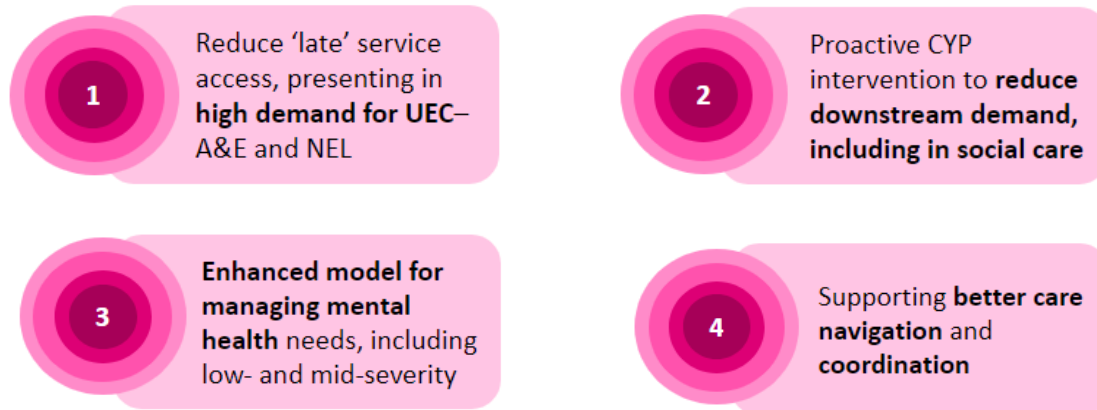 1
Reduce ‘late’ service
access, presenting in
high demand for UEC–
A&E and NEL
2
Proactive CYP
intervention to reduce
downstream demand,
including in social care
3
Enhanced model for
managing mental
health needs, including
low- and mid-severity
4
Supporting better care
navigation and
coordination